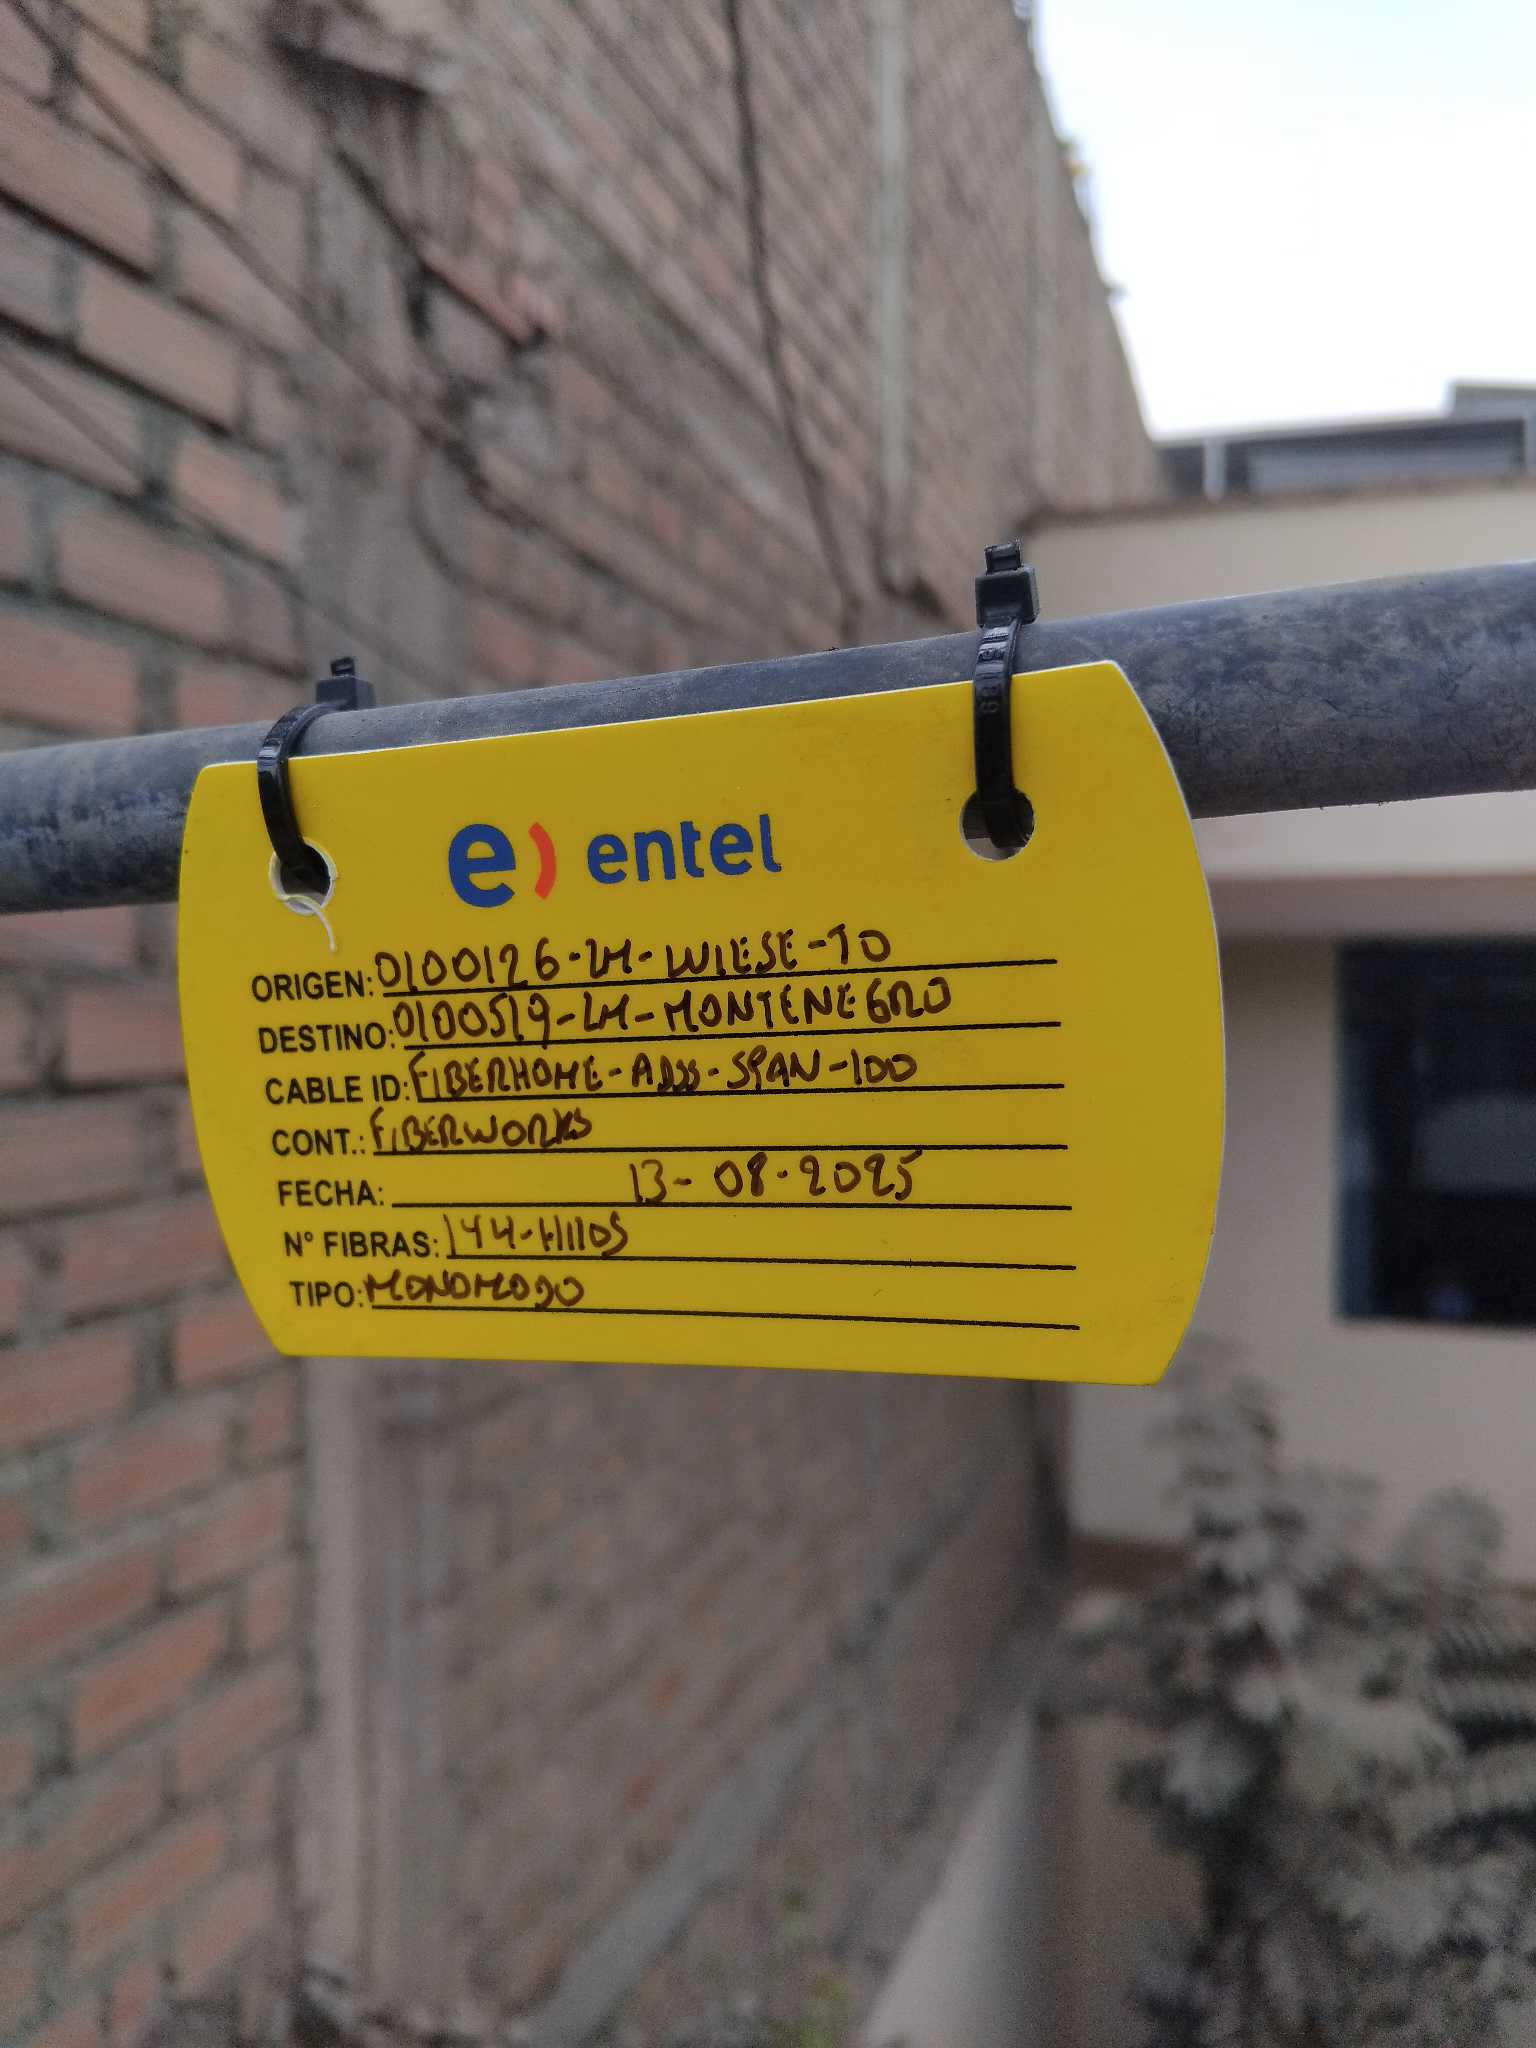 e) entel
ORIGEN: 0100126-LM-WIESE-TO
DESTINO: 0100519-LM-MONTENEGRO
CABLE ID: FIBERHOME-ADSS-SPAN-100
CONT.: FIBERWORKS
FECHA: 13-08-2025
N° FIBRAS: 144-HILOS
TIPO: MONOMODO